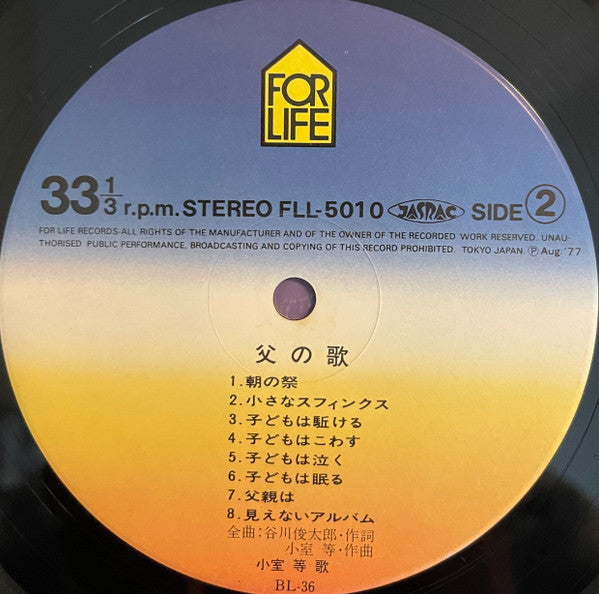 FOR
LIFE
33 1/3 r.p.m. STEREO FLL-5010 JASRAC SIDE 2
FOR LIFE RECORDS-ALL RIGHTS OF THE MANUFACTURER AND OF THE OWNER OF THE RECORDED WORK RESERVED. UNAU-
THORISED PUBLIC PERFORMANCE, BROADCASTING AND COPYING OF THIS RECORD PROHIBITED. TOKYO JAPAN. Ⓟ Aug. '77
父の歌
1.朝の祭
2.小さなスフィンクス
3.子どもは駈ける
4.子どもはこわす
5.子どもは泣く
6.子どもは眠る
7.父親は
8.見えないアルバム
全曲:谷川俊太郎・作詞
小室 等・作曲
小室 等 歌
BL-36